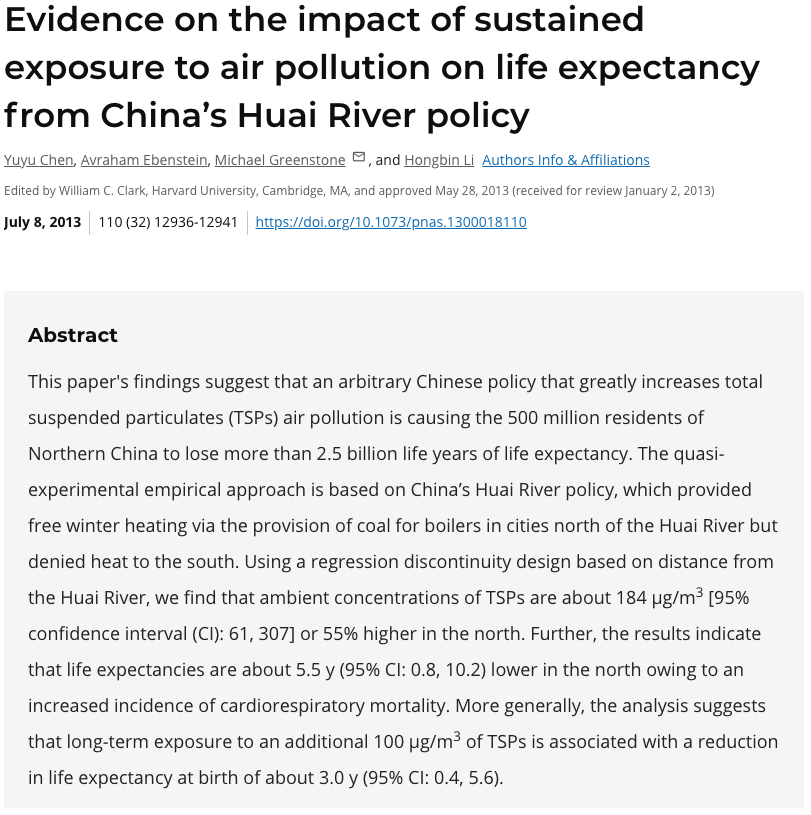 Evidence on the impact of sustained
exposure to air pollution on life expectancy
from China’s Huai River policy
Yuyu Chen, Avraham Ebenstein, Michael Greenstone , and Hongbin Li Authors Info & Affiliations
Edited by William C. Clark, Harvard University, Cambridge, MA, and approved May 28, 2013 (received for review January 2, 2013)
July 8, 2013 110 (32) 12936-12941 https://doi.org/10.1073/pnas.1300018110
Abstract
This paper's findings suggest that an arbitrary Chinese policy that greatly increases total
suspended particulates (TSPs) air pollution is causing the 500 million residents of
Northern China to lose more than 2.5 billion life years of life expectancy. The quasi-
experimental empirical approach is based on China’s Huai River policy, which provided
free winter heating via the provision of coal for boilers in cities north of the Huai River but
denied heat to the south. Using a regression discontinuity design based on distance from
the Huai River, we find that ambient concentrations of TSPs are about 184 μg/m³ [95%
confidence interval (CI): 61, 307] or 55% higher in the north. Further, the results indicate
that life expectancies are about 5.5 y (95% CI: 0.8, 10.2) lower in the north owing to an
increased incidence of cardiorespiratory mortality. More generally, the analysis suggests
that long-term exposure to an additional 100 μg/m³ of TSPs is associated with a reduction
in life expectancy at birth of about 3.0 y (95% CI: 0.4, 5.6).